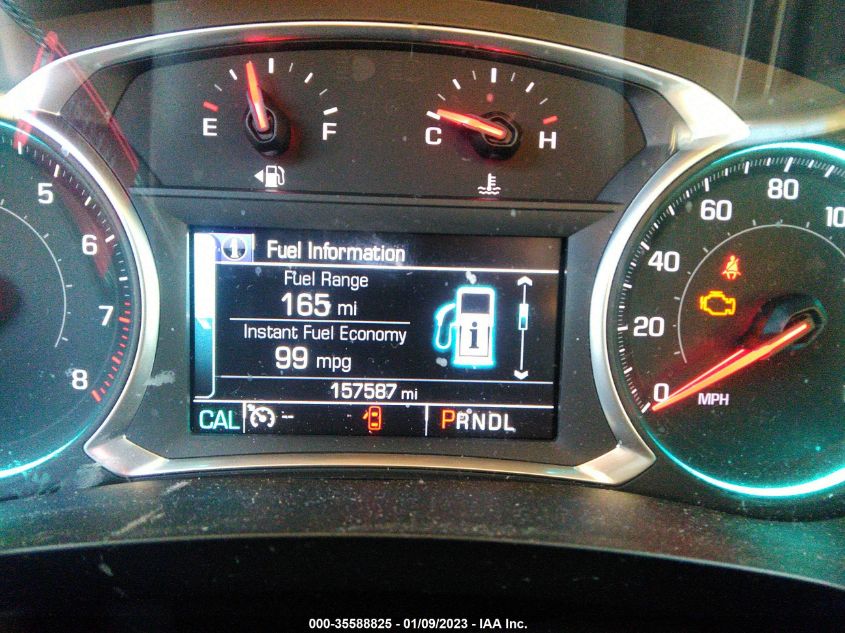 E F
C H
5
6
7
8
i Fuel Information
Fuel Range
165 mi
Instant Fuel Economy
99 mpg
i
157587 mi
CAL -- PRNDL
0
20
40
60
80
MPH
000-35588825 - 01/09/2023 - IAA Inc.